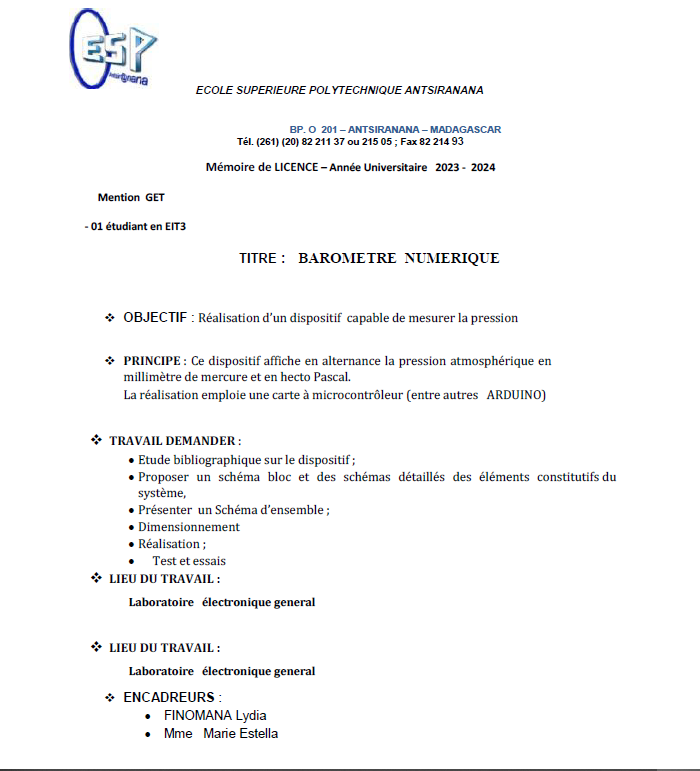 ESP
Antsiranana
ECOLE SUPERIEURE POLYTECHNIQUE ANTSIRANANA
BP. O 201 – ANTSIRANANA – MADAGASCAR
Tél. (261) (20) 82 211 37 ou 215 05 ; Fax 82 214 93
Mémoire de LICENCE – Année Universitaire 2023 - 2024
Mention GET
- 01 étudiant en EIT3
TITRE : BAROMETRE NUMERIQUE
❖ OBJECTIF : Réalisation d’un dispositif capable de mesurer la pression
❖ PRINCIPE : Ce dispositif affiche en alternance la pression atmosphérique en
millimètre de mercure et en hecto Pascal.
La réalisation emploie une carte à microcontrôleur (entre autres ARDUINO)
❖ TRAVAIL DEMANDER :
• Etude bibliographique sur le dispositif ;
• Proposer un schéma bloc et des schémas détaillés des éléments constitutifs du
système,
• Présenter un Schéma d’ensemble ;
• Dimensionnement
• Réalisation ;
• Test et essais
❖ LIEU DU TRAVAIL :
Laboratoire électronique general
❖ LIEU DU TRAVAIL :
Laboratoire électronique general
❖ ENCADREURS :
• FINOMANA Lydia
• Mme Marie Estella